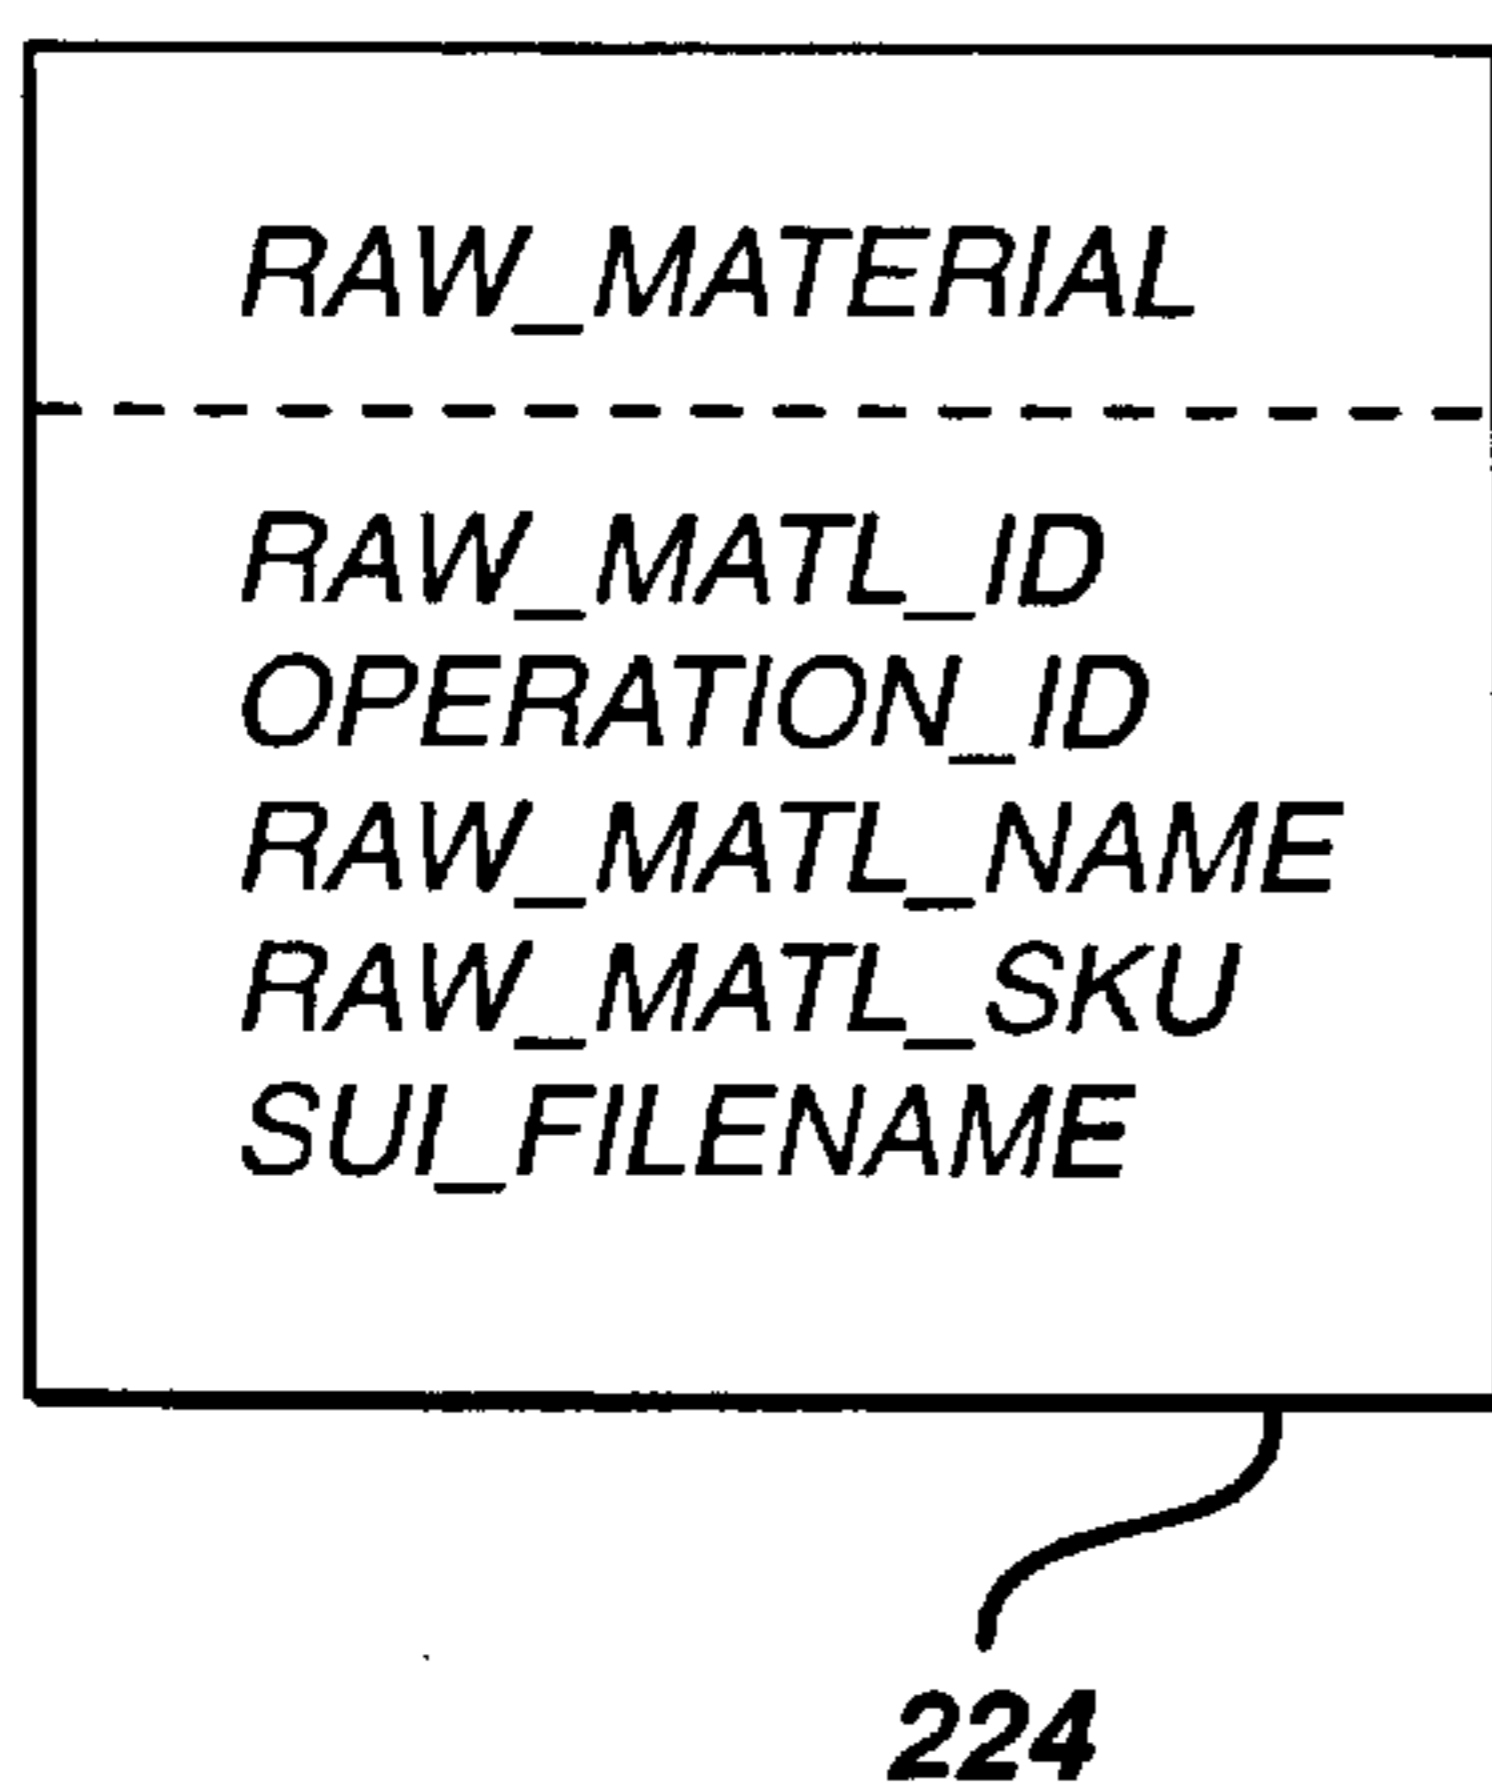 RAW_MATERIAL
RAW_MATL_ID
OPERATION_ID
RAW_MATL_NAME
RAW_MATL_SKU
SUI_FILENAME
224